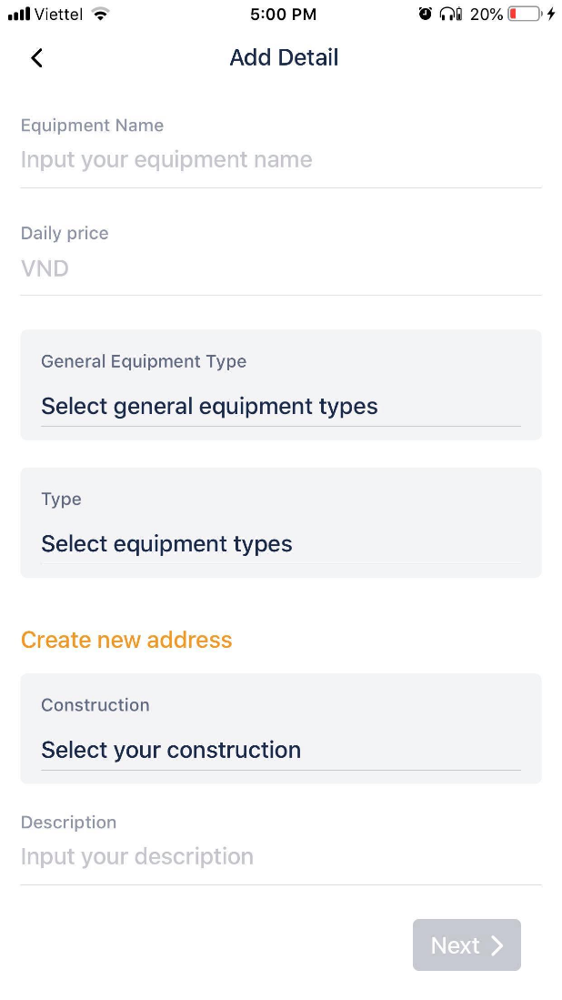 Viettel 5:00 PM 20%
Add Detail
Equipment Name
Input your equipment name
Daily price
VND
General Equipment Type
Select general equipment types
Type
Select equipment types
Create new address
Construction
Select your construction
Description
Input your description
Next